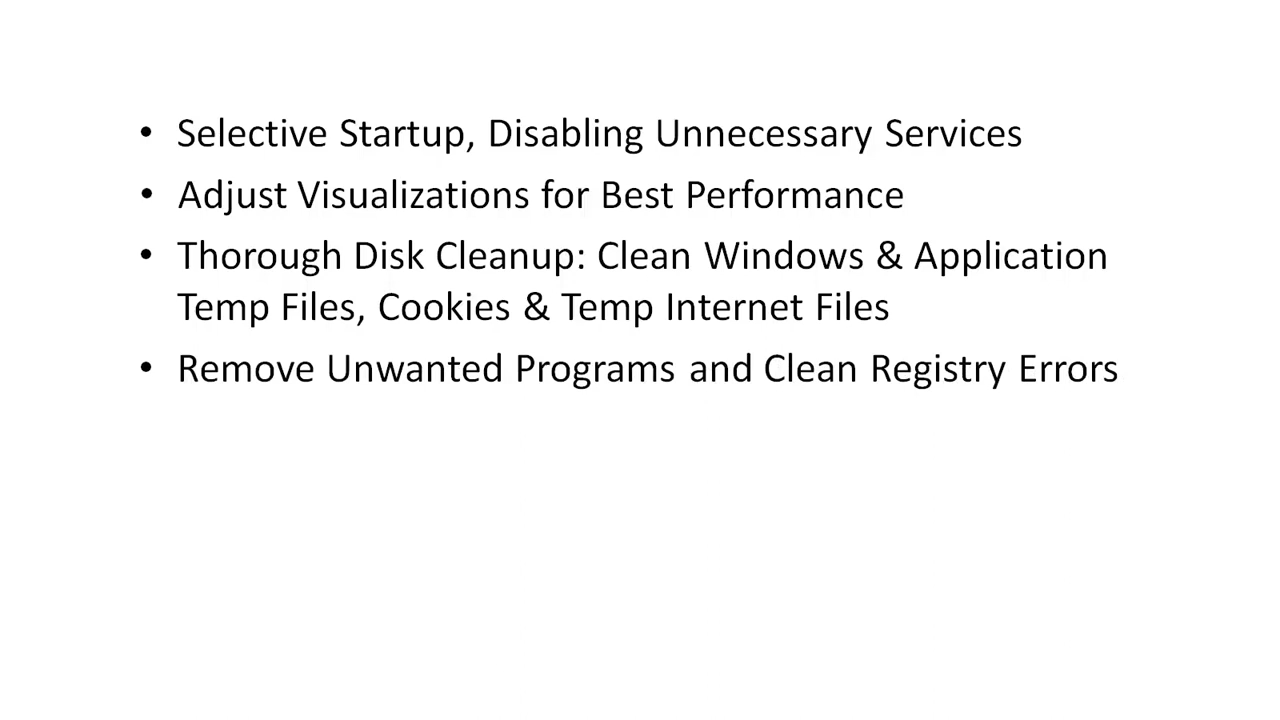 • Selective Startup, Disabling Unnecessary Services
• Adjust Visualizations for Best Performance
• Thorough Disk Cleanup: Clean Windows & Application
Temp Files, Cookies & Temp Internet Files
• Remove Unwanted Programs and Clean Registry Errors